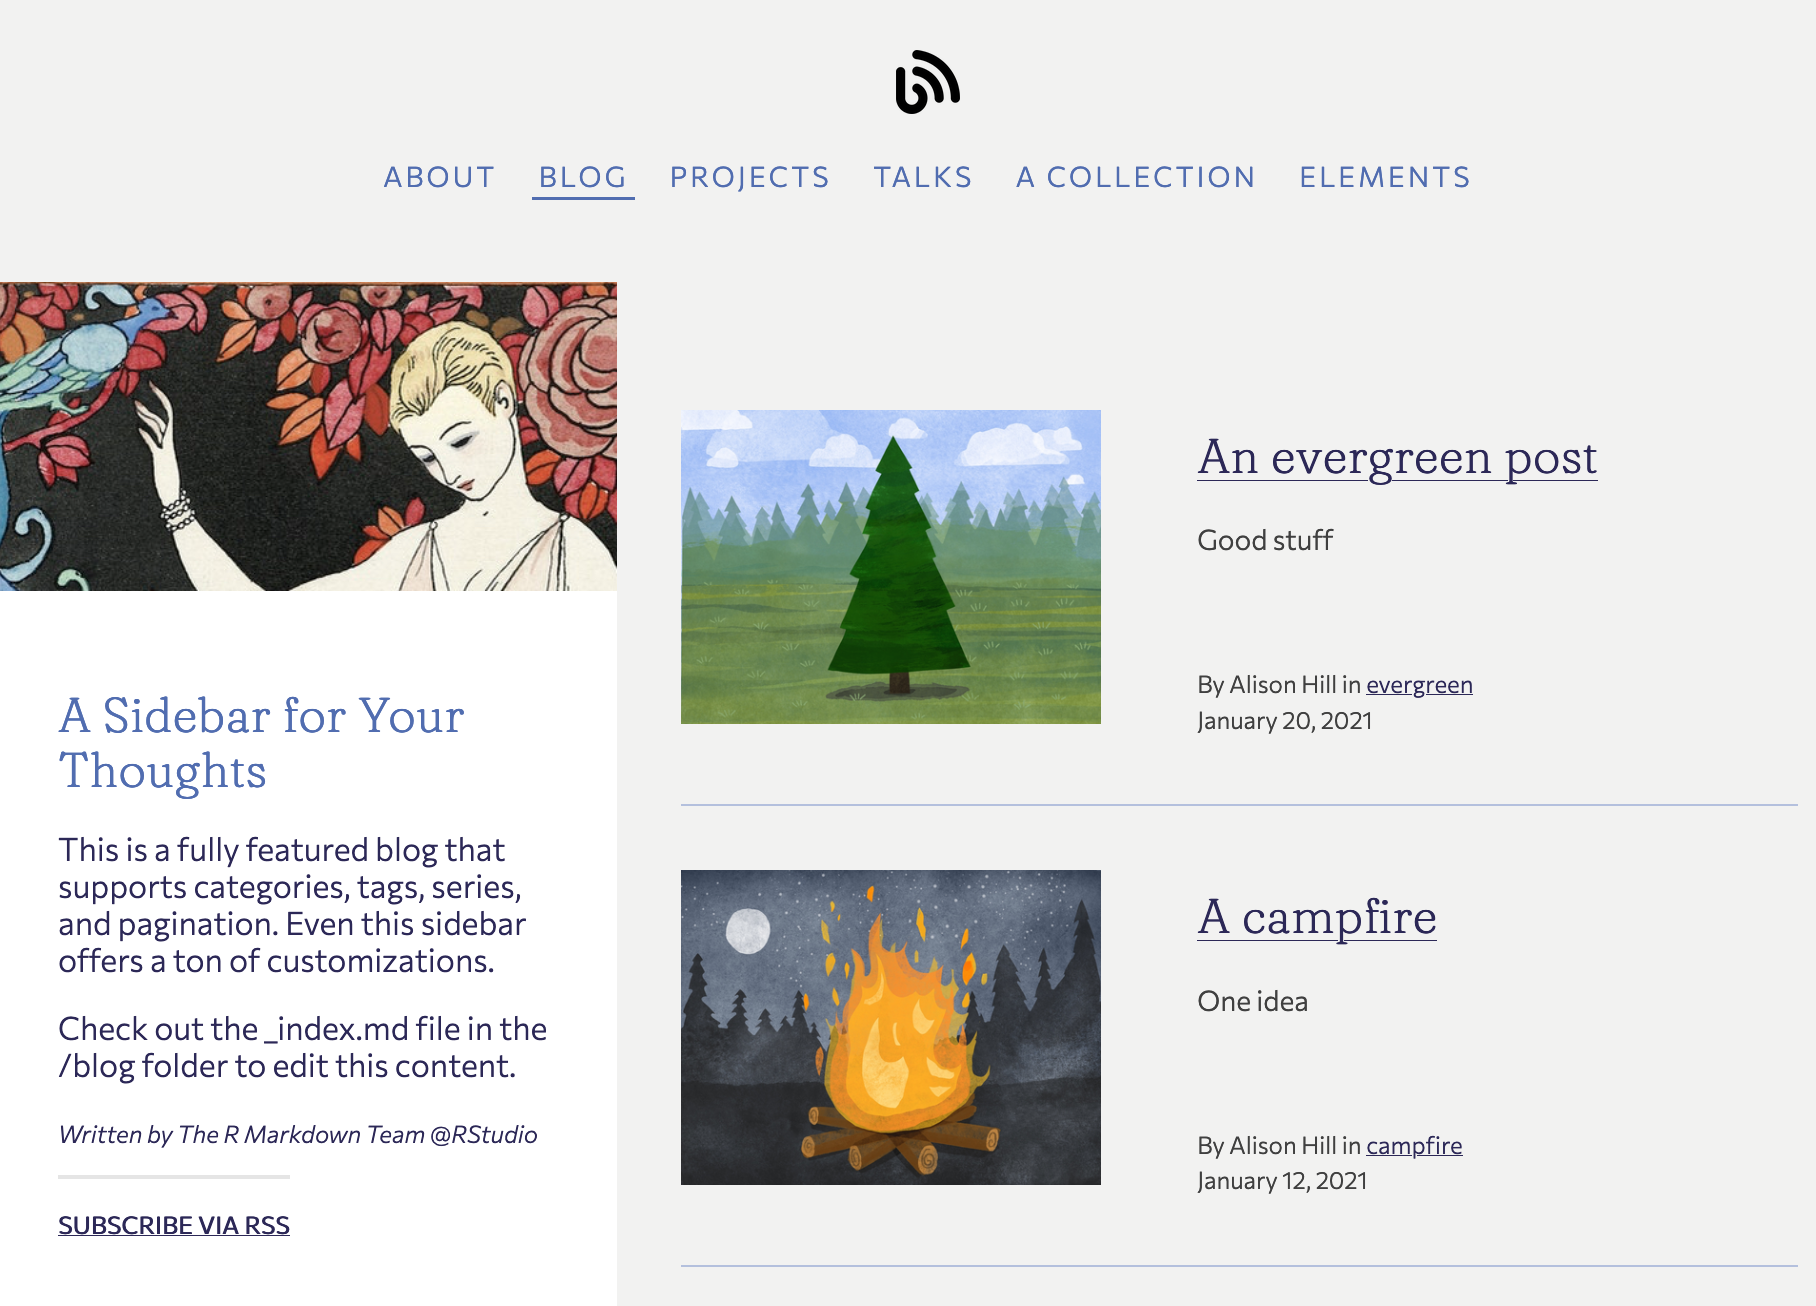 ABOUT BLOG PROJECTS TALKS A COLLECTION ELEMENTS
A Sidebar for Your
Thoughts
This is a fully featured blog that
supports categories, tags, series,
and pagination. Even this sidebar
offers a ton of customizations.
Check out the _index.md file in the
/blog folder to edit this content.
Written by The R Markdown Team @RStudio
SUBSCRIBE VIA RSS
An evergreen post
Good stuff
By Alison Hill in evergreen
January 20, 2021
A campfire
One idea
By Alison Hill in campfire
January 12, 2021